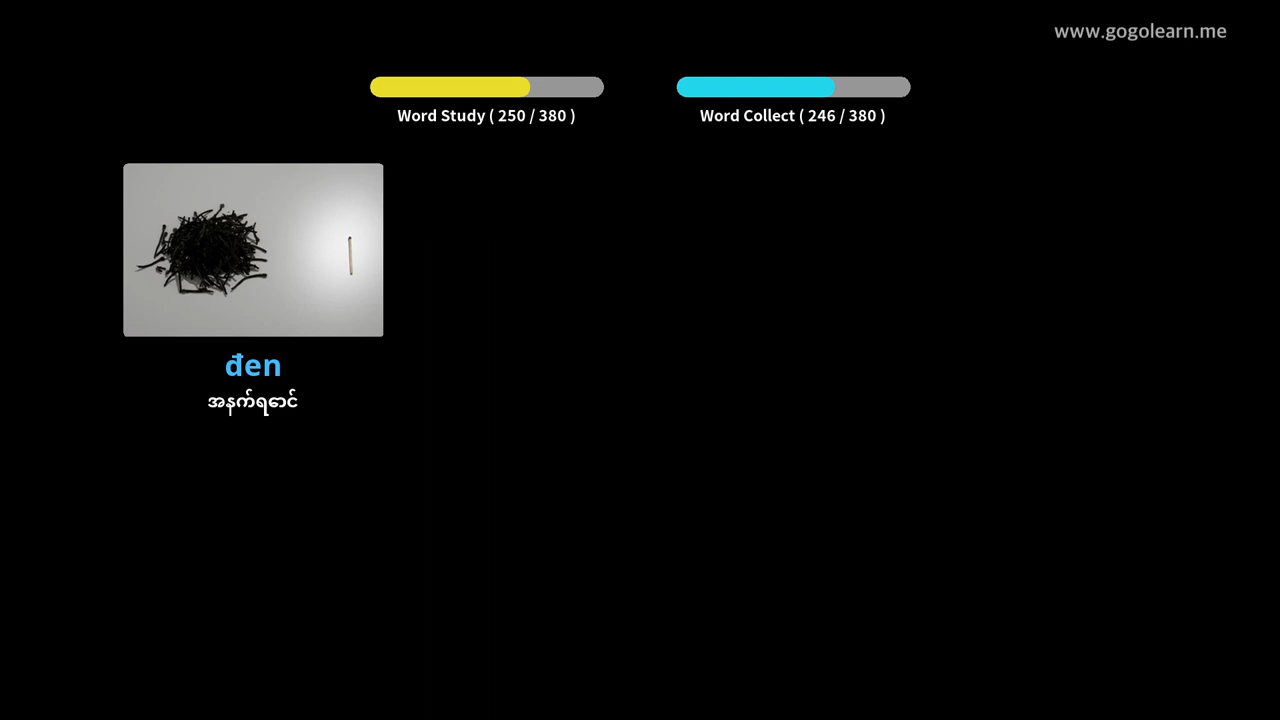 www.gogolearn.me
Word Study ( 250 / 380 )
Word Collect ( 246 / 380 )
đen
အနက်ရောင်